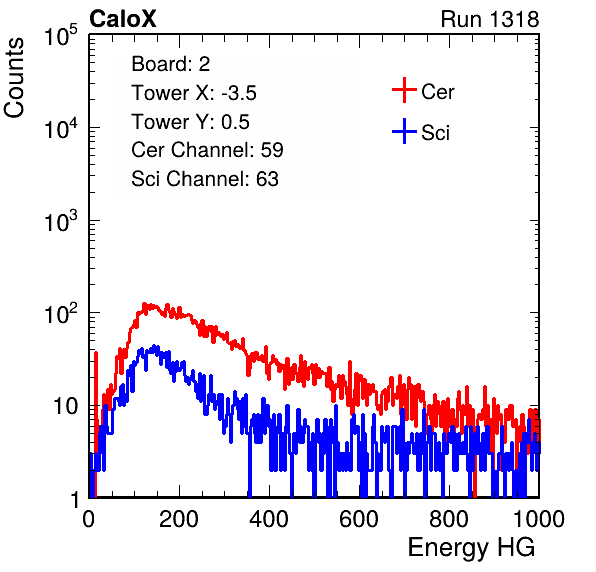 CaloX Run 1318
Counts
10^5
10^4
10^3
10^2
10
1
Board: 2
Tower X: -3.5
Tower Y: 0.5
Cer Channel: 59
Sci Channel: 63
Cer
Sci
0 200 400 600 800 1000
Energy HG